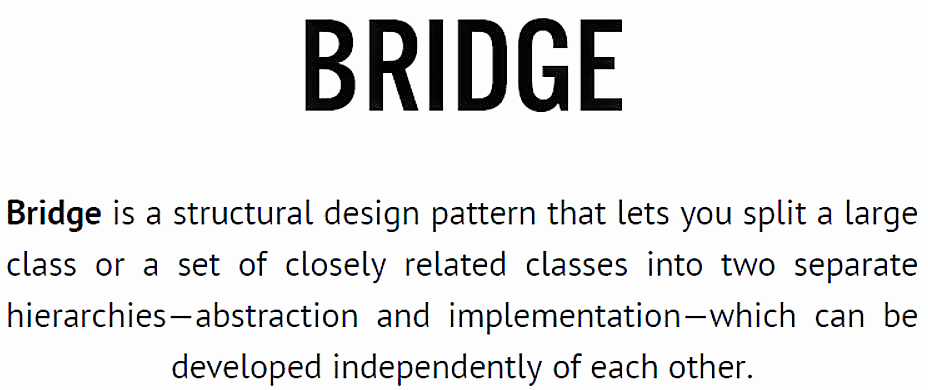 BRIDGE
Bridge is a structural design pattern that lets you split a large
class or a set of closely related classes into two separate
hierarchies—abstraction and implementation—which can be
developed independently of each other.